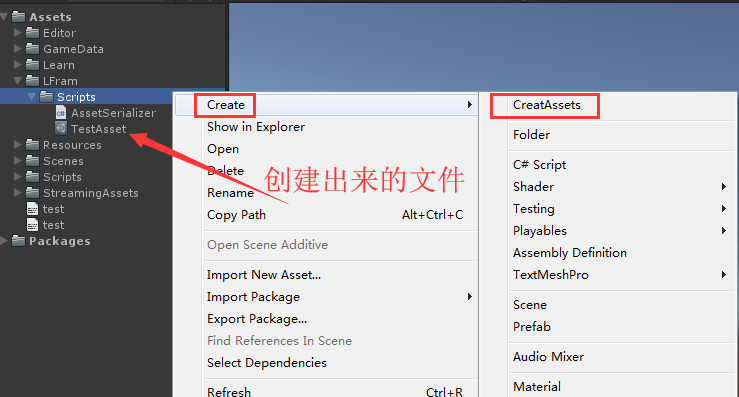 Assets
Editor
GameData
Learn
LFram
Scripts
AssetSerializer
TestAsset
Resources
Scenes
Scripts
StreamingAssets
test
test
Packages
Create
Show in Explorer
Open
Delete
Rename
Copy Path Alt+Ctrl+C
Open Scene Additive
Import New Asset...
Import Package
Export Package...
Find References In Scene
Select Dependencies
Refresh Ctrl+R
创建出来的文件
CreatAssets
Folder
C# Script
Shader
Testing
Playables
Assembly Definition
TextMeshPro
Scene
Prefab
Audio Mixer
Material